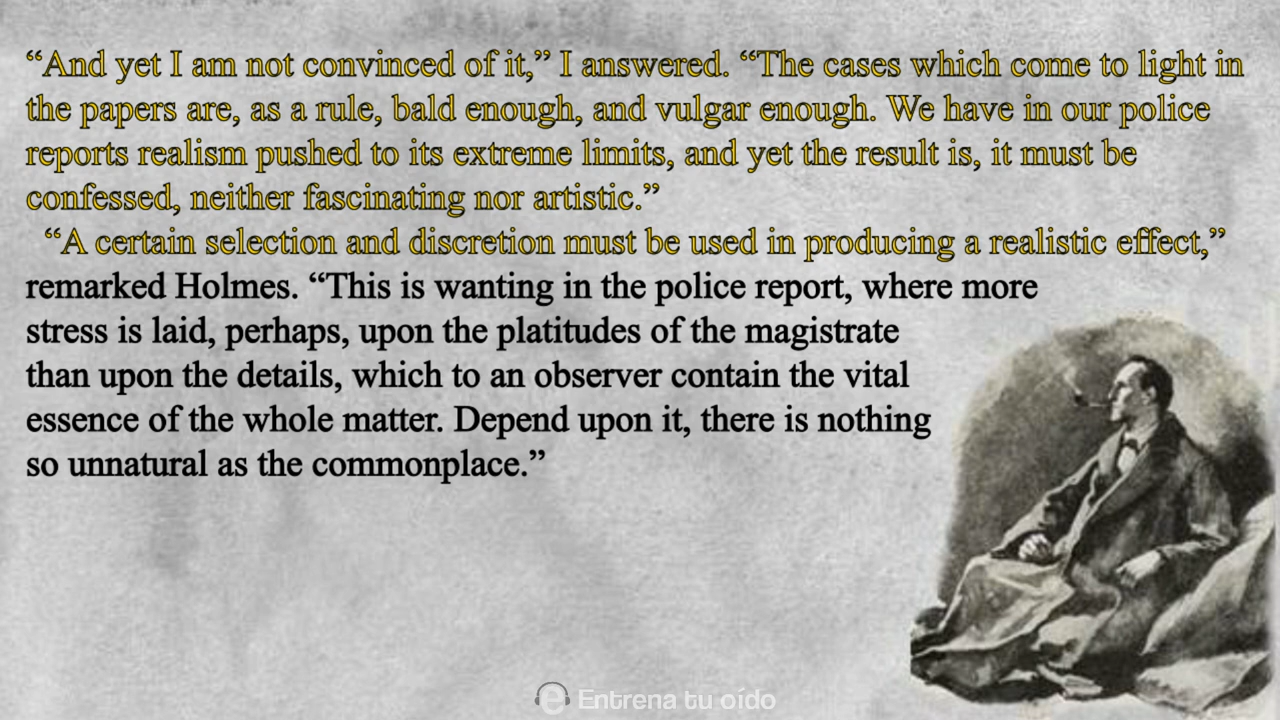 “And yet I am not convinced of it,” I answered. “The cases which come to light in
the papers are, as a rule, bald enough, and vulgar enough. We have in our police
reports realism pushed to its extreme limits, and yet the result is, it must be
confessed, neither fascinating nor artistic.”
“A certain selection and discretion must be used in producing a realistic effect,”
remarked Holmes. “This is wanting in the police report, where more
stress is laid, perhaps, upon the platitudes of the magistrate
than upon the details, which to an observer contain the vital
essence of the whole matter. Depend upon it, there is nothing
so unnatural as the commonplace.”
Entrena tu oído